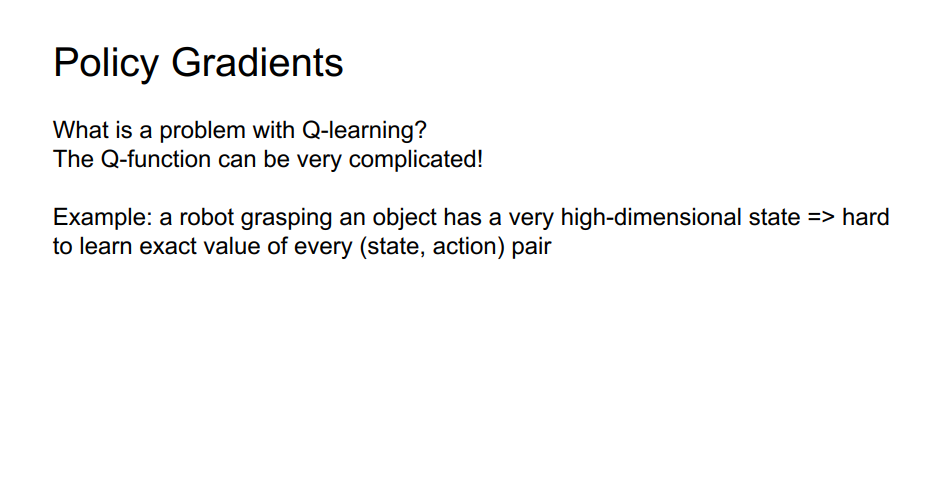 Policy Gradients
What is a problem with Q-learning?
The Q-function can be very complicated!
Example: a robot grasping an object has a very high-dimensional state => hard
to learn exact value of every (state, action) pair